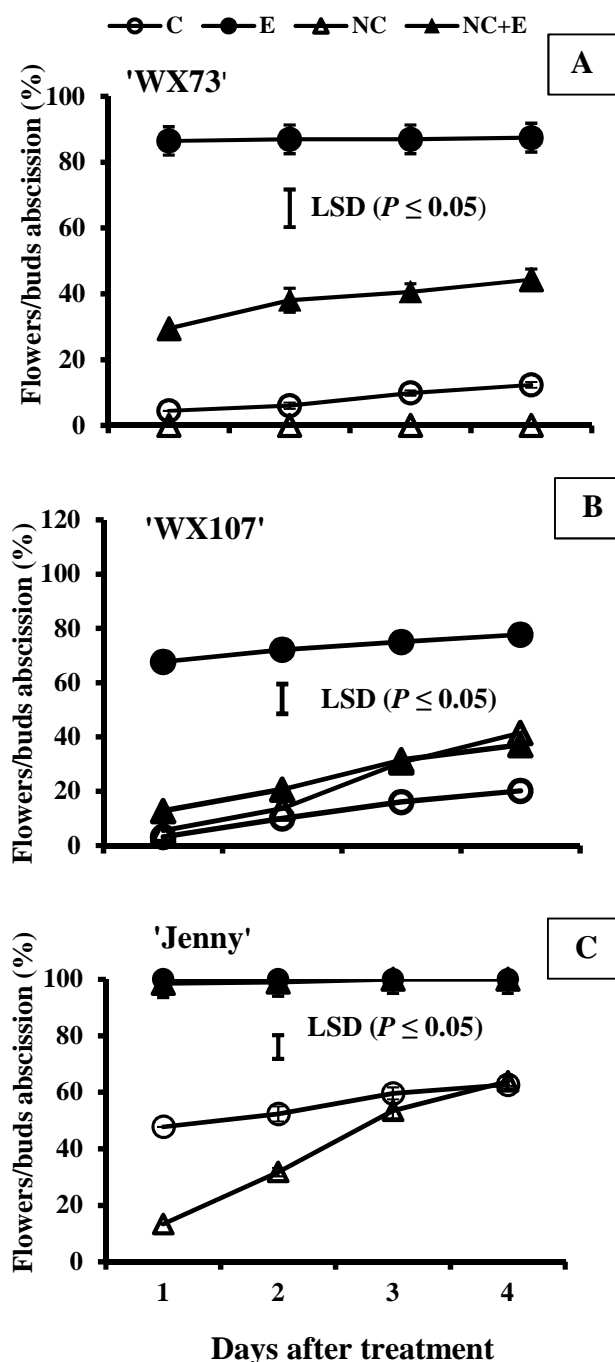 C E NC NC+E
'WX73' A
Flowers/buds abscission (%)
100
80
60
40
20
0
LSD (P ≤ 0.05)
'WX107' B
Flowers/buds abscission (%)
120
100
80
60
40
20
0
LSD (P ≤ 0.05)
'Jenny' C
Flowers/buds abscission (%)
100
80
60
40
20
0
LSD (P ≤ 0.05)
1 2 3 4
Days after treatment